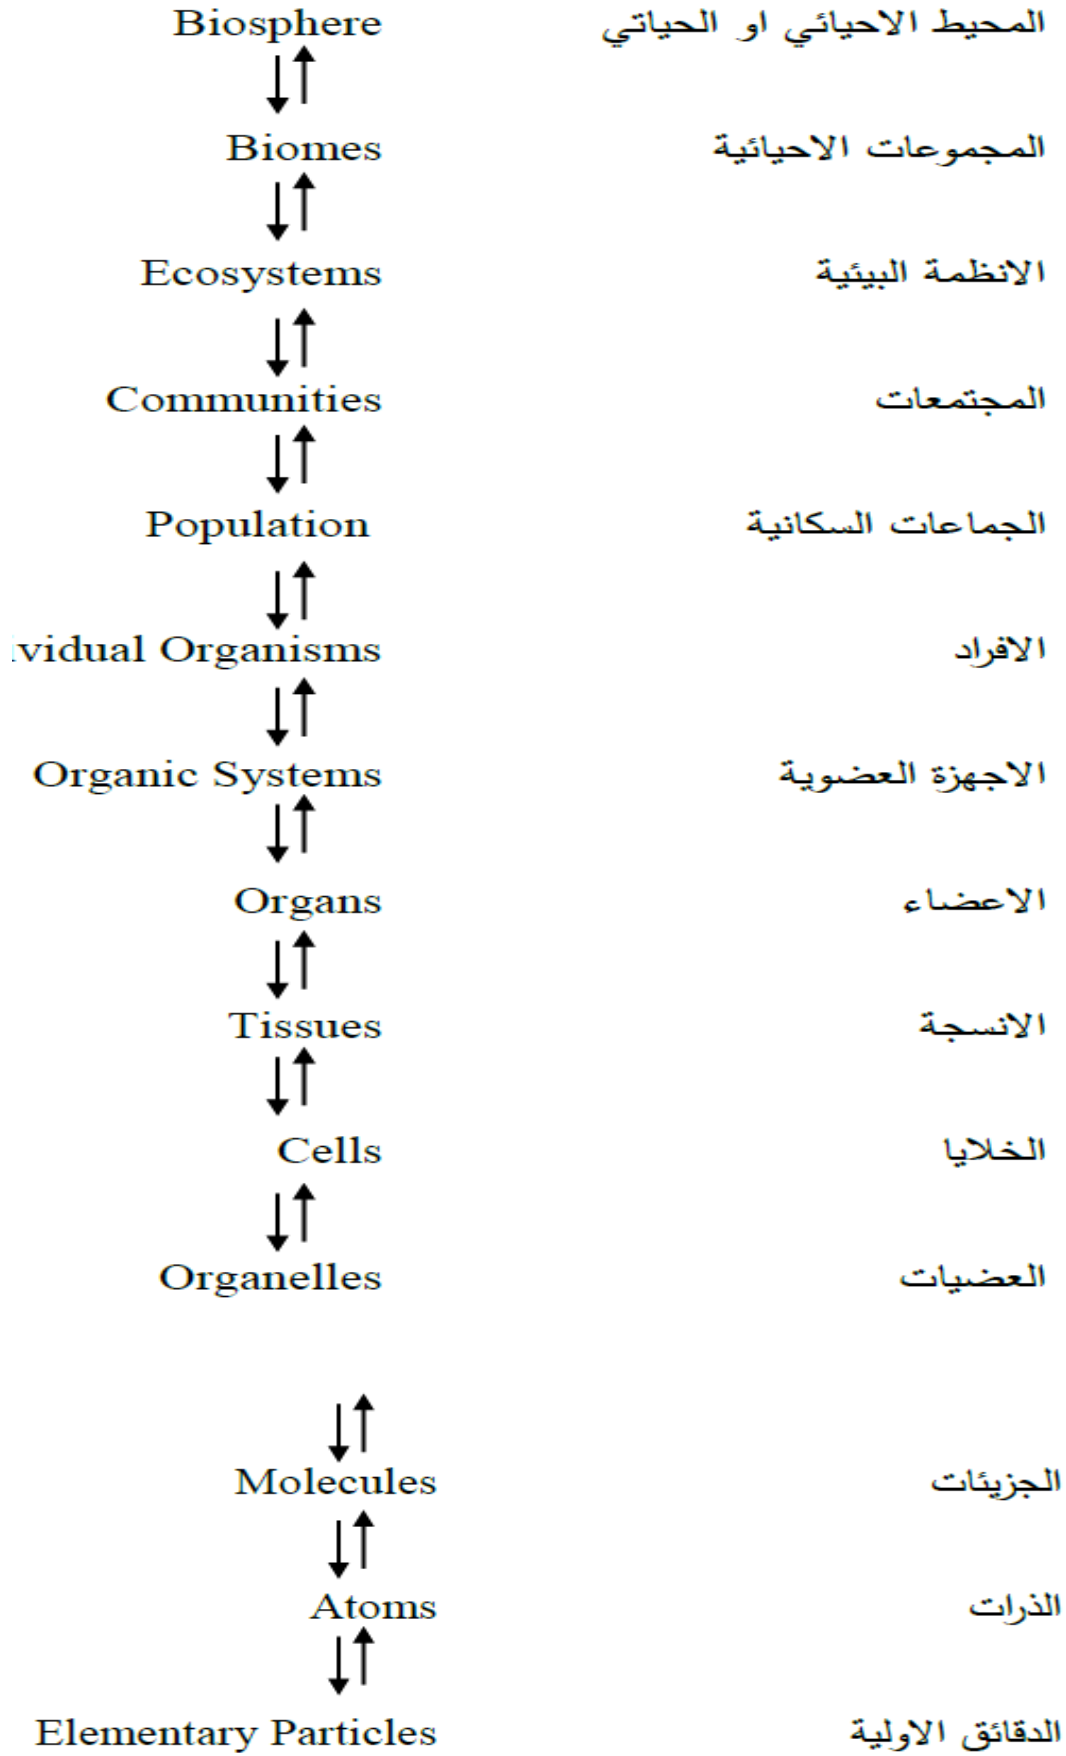 Biosphere المحيط الاحيائي او الحياتي
Biomes المجموعات الاحيائية
Ecosystems الانظمة البيئية
Communities المجتمعات
Population الجماعات السكانية
ividual Organisms الافراد
Organic Systems الاجهزة العضوية
Organs الاعضاء
Tissues الانسجة
Cells الخلايا
Organelles العضيات
Molecules الجزيئات
Atoms الذرات
Elementary Particles الدقائق الاولية